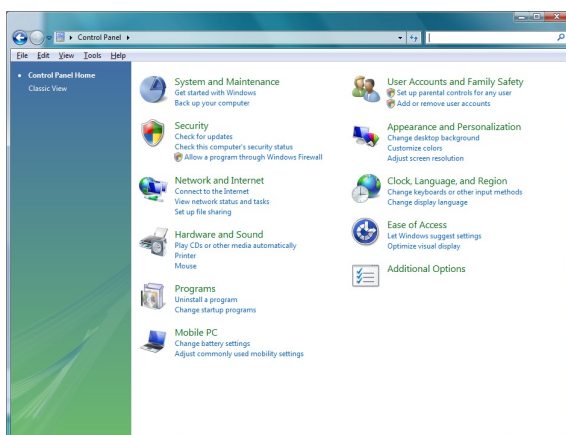 Control Panel
File Edit View Tools Help
Control Panel Home
Classic View
System and Maintenance
Get started with Windows
Back up your computer
Security
Check for updates
Check this computer's security status
Allow a program through Windows Firewall
Network and Internet
Connect to the Internet
View network status and tasks
Set up file sharing
Hardware and Sound
Play CDs or other media automatically
Printer
Mouse
Programs
Uninstall a program
Change startup programs
Mobile PC
Change battery settings
Adjust commonly used mobility settings
User Accounts and Family Safety
Set up parental controls for any user
Add or remove user accounts
Appearance and Personalization
Change desktop background
Customize colors
Adjust screen resolution
Clock, Language, and Region
Change keyboards or other input methods
Change display language
Ease of Access
Let Windows suggest settings
Optimize visual display
Additional Options